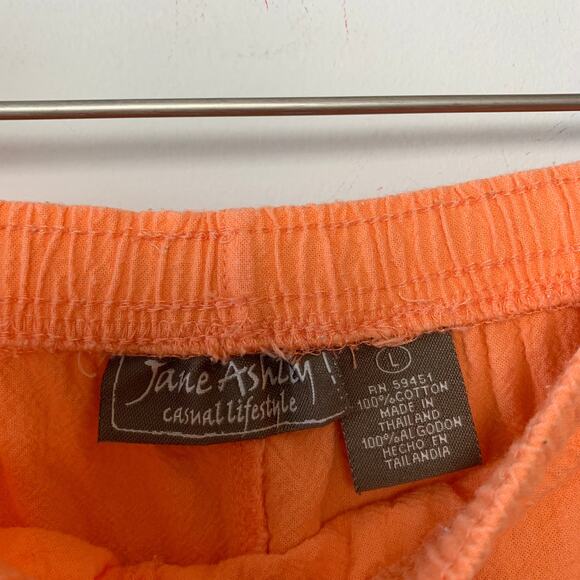 Jane Ashley
casual lifestyle
L
RN 59451
100% COTTON
MADE IN
THAILAND
100% ALGODON
HECHO EN
TAILANDIA